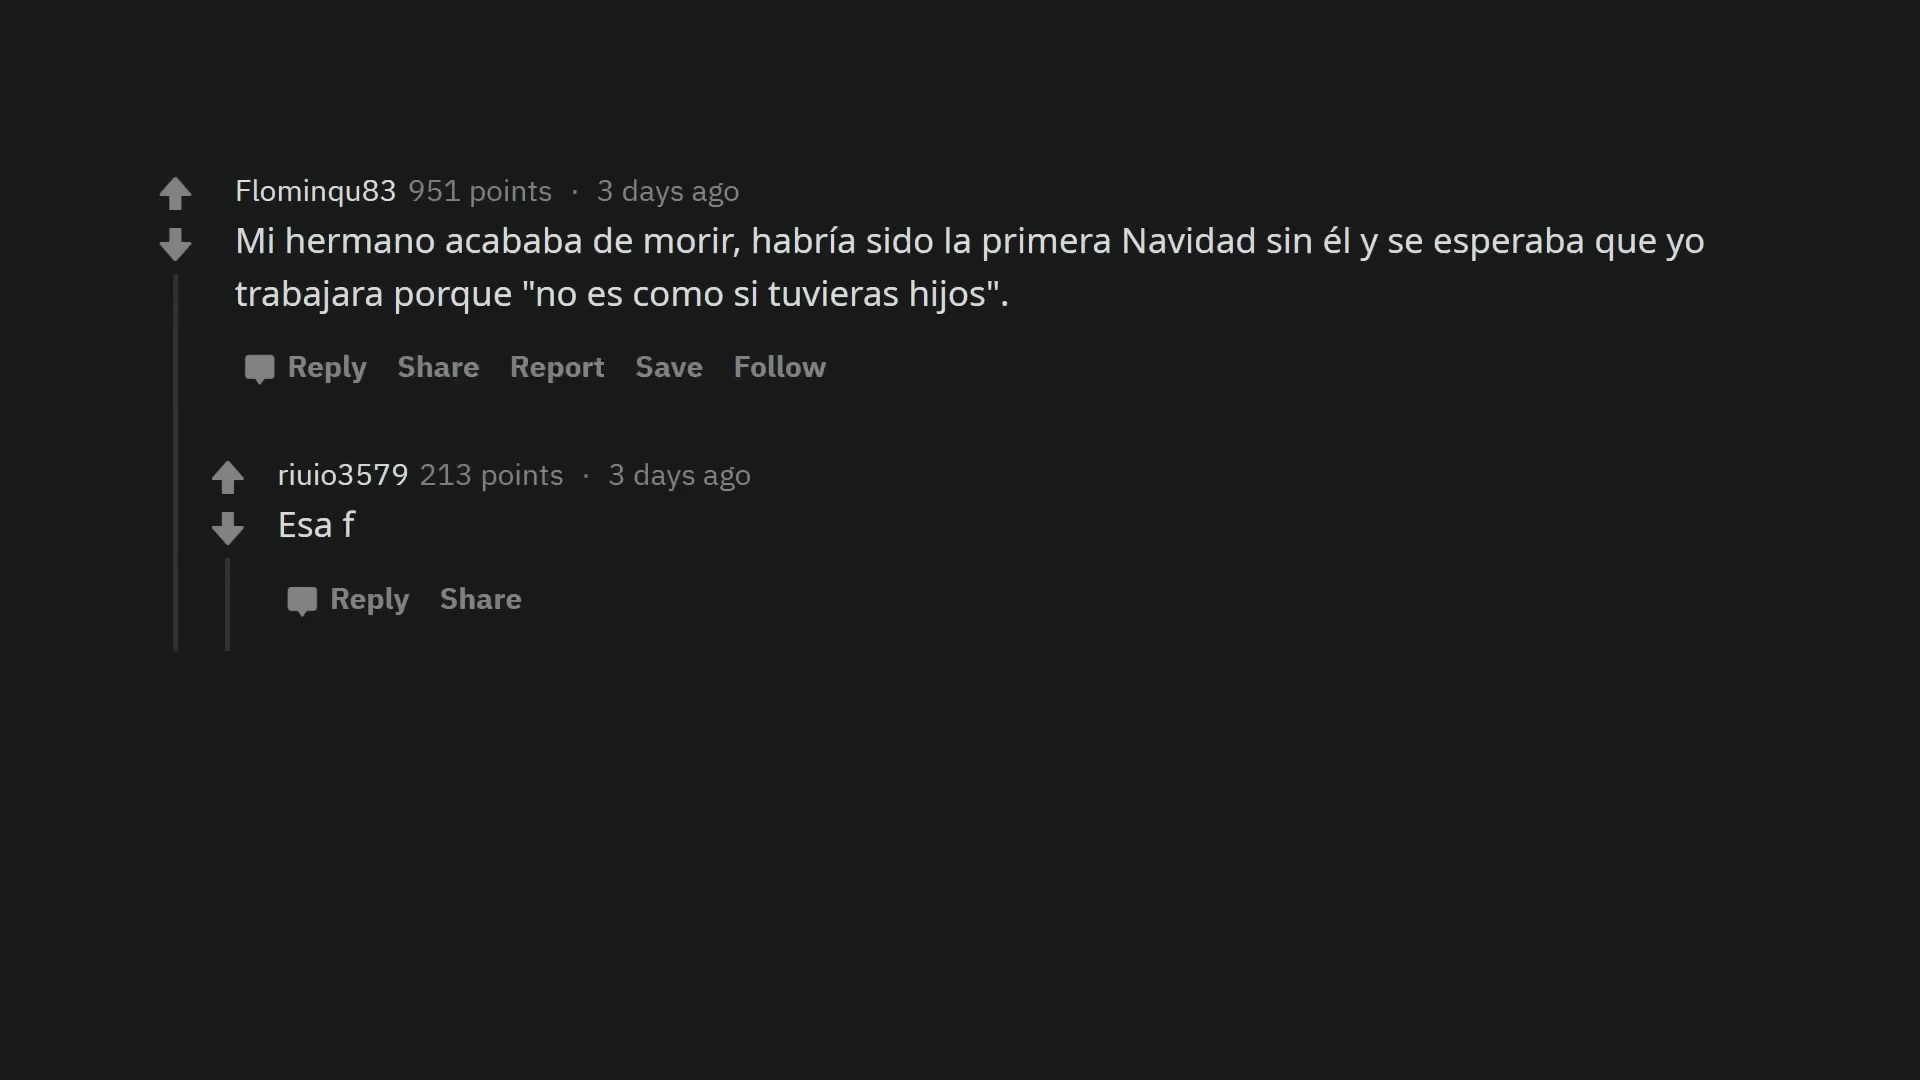 Flominqu83 951 points · 3 days ago
Mi hermano acababa de morir, habría sido la primera Navidad sin él y se esperaba que yo
trabajara porque "no es como si tuvieras hijos".
Reply Share Report Save Follow
riuio3579 213 points · 3 days ago
Esa f
Reply Share